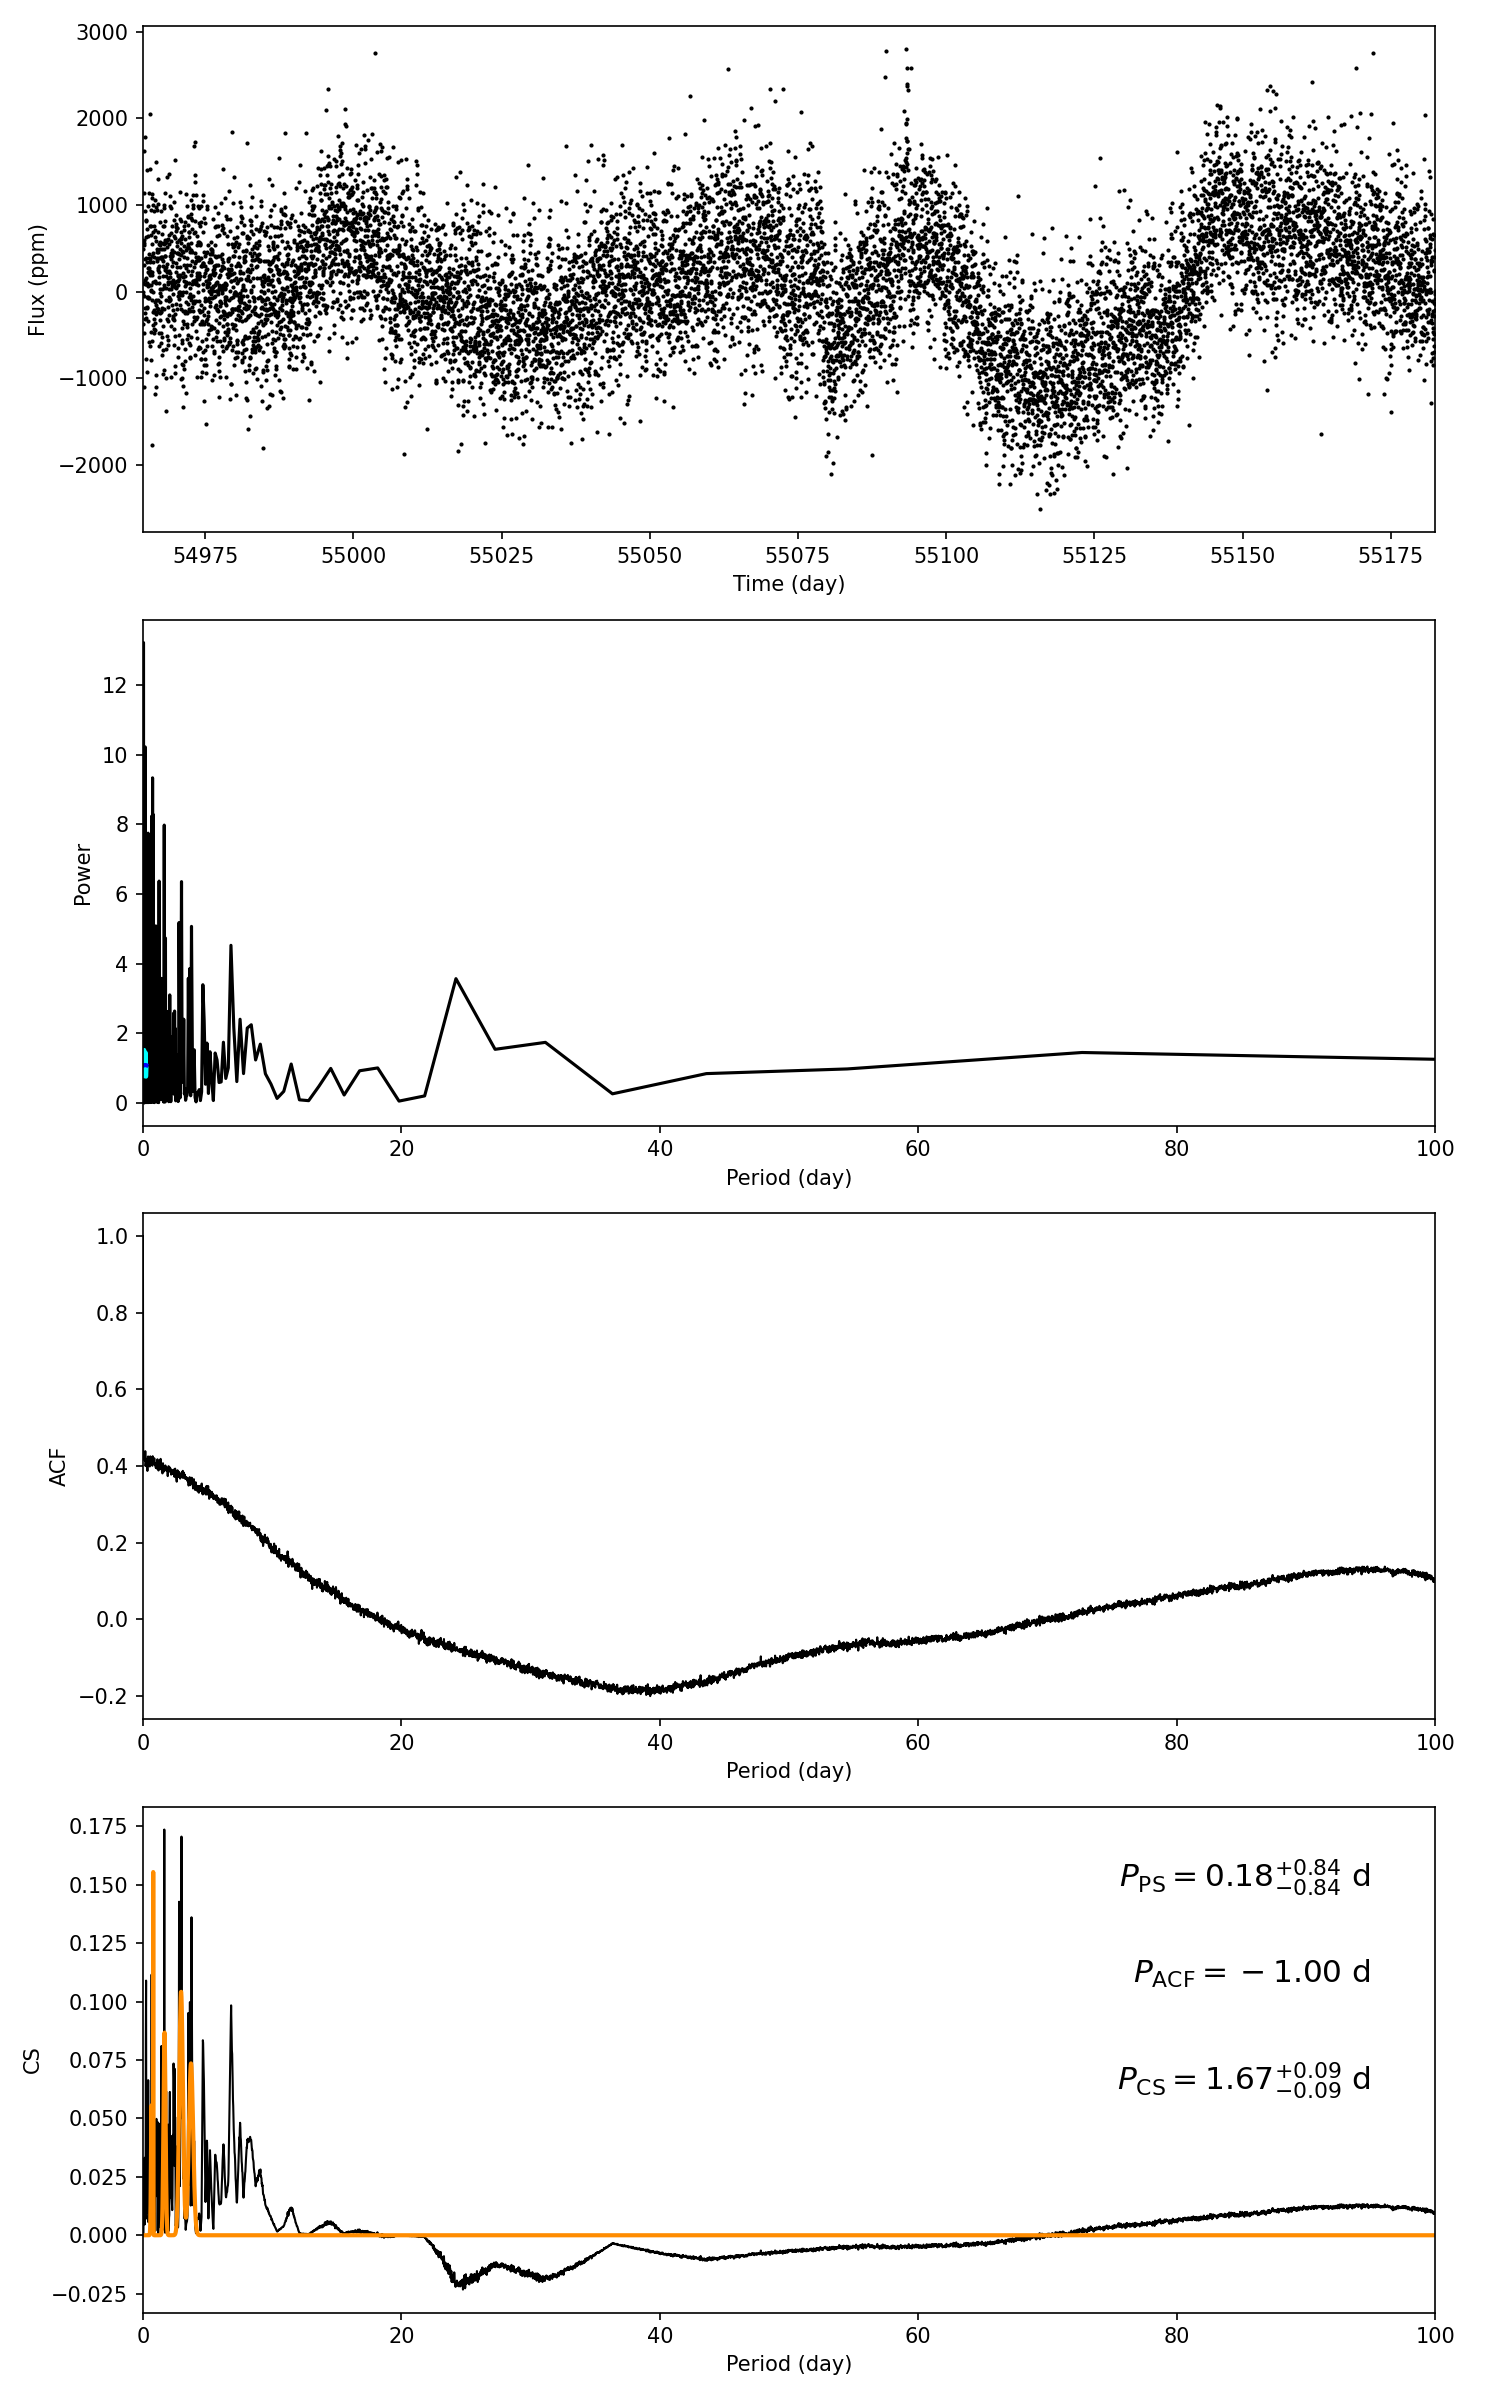 3000
2000
1000
0
−1000
−2000
Flux (ppm)
54975 55000 55025 55050 55075 55100 55125 55150 55175
Time (day)
12
10
8
6
4
2
0
Power
0 20 40 60 80 100
Period (day)
1.0
0.8
0.6
0.4
0.2
0.0
−0.2
ACF
0 20 40 60 80 100
Period (day)
0.175
0.150
0.125
0.100
0.075
0.050
0.025
0.000
−0.025
CS
P_PS = 0.18 +0.84 −0.84 d
P_ACF = −1.00 d
P_CS = 1.67 +0.09 −0.09 d
0 20 40 60 80 100
Period (day)